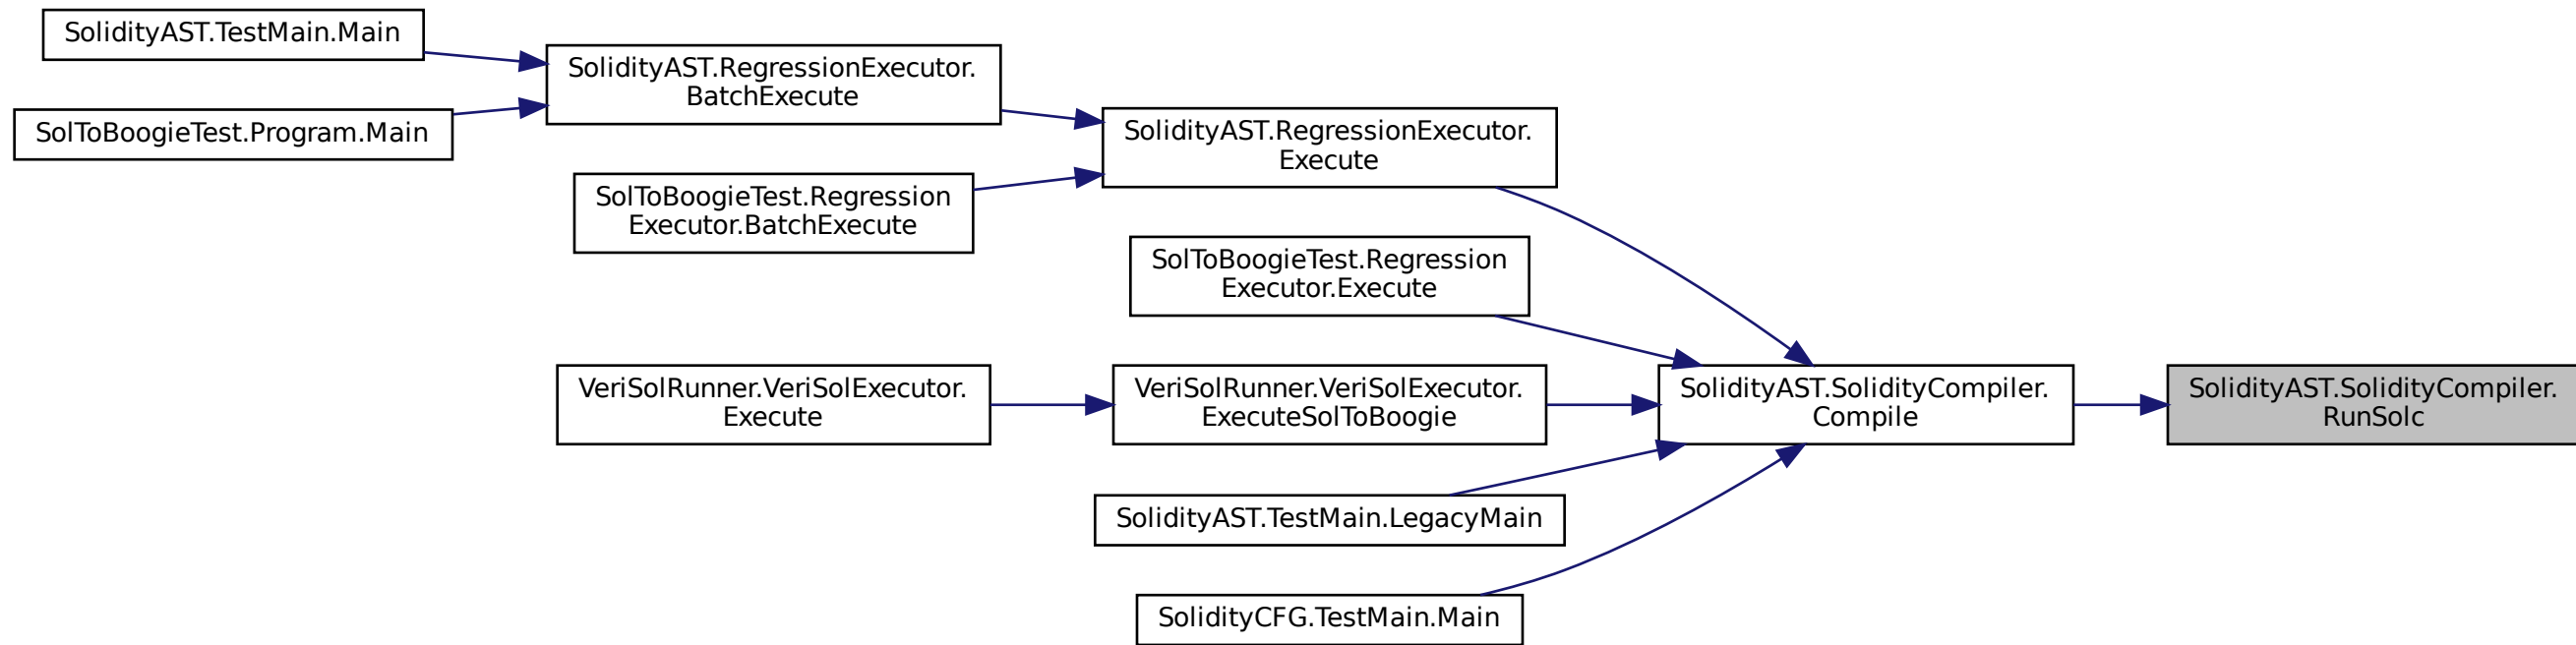 SolidityAST.TestMain.Main
SolToBoogieTest.Program.Main
SolidityAST.RegressionExecutor.
BatchExecute
SolToBoogieTest.Regression
Executor.BatchExecute
SolidityAST.RegressionExecutor.
Execute
SolToBoogieTest.Regression
Executor.Execute
VeriSolRunner.VeriSolExecutor.
Execute
VeriSolRunner.VeriSolExecutor.
ExecuteSolToBoogie
SolidityAST.SolidityCompiler.
Compile
SolidityAST.SolidityCompiler.
RunSolc
SolidityAST.TestMain.LegacyMain
SolidityCFG.TestMain.Main